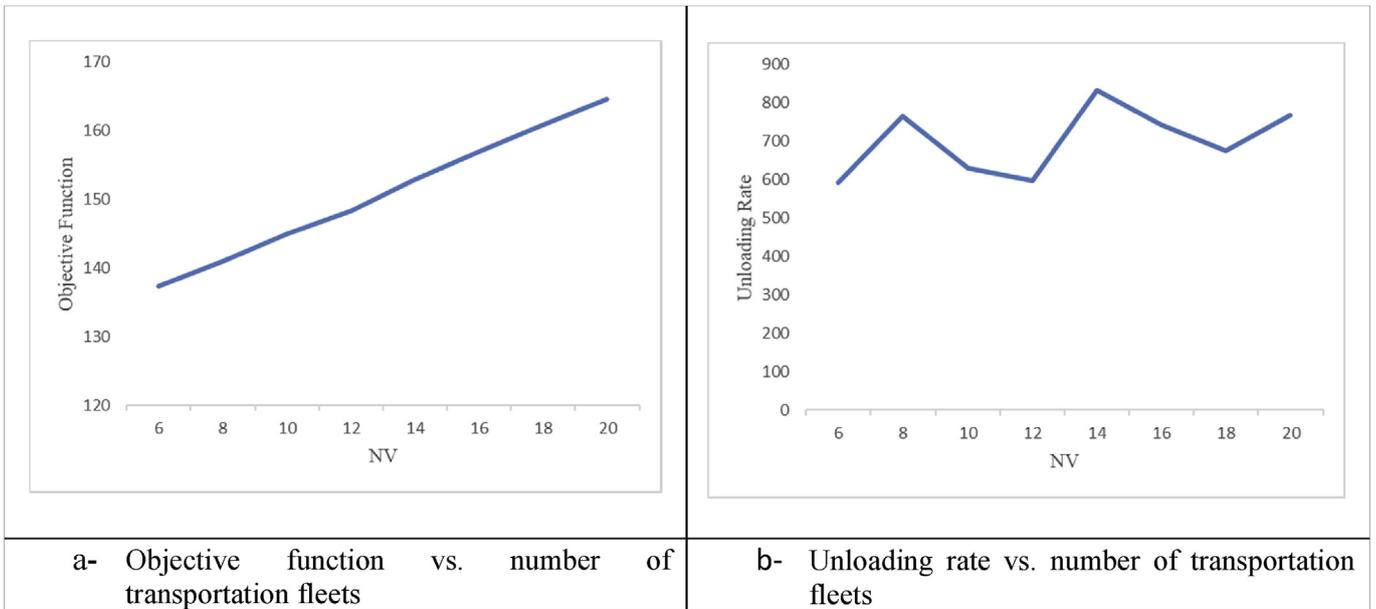 170
160
150
140
130
120
Objective Function
6 8 10 12 14 16 18 20
NV
900
800
700
600
500
400
300
200
100
0
Unloading Rate
6 8 10 12 14 16 18 20
NV
a- Objective function vs. number of
transportation fleets
b- Unloading rate vs. number of transportation
fleets